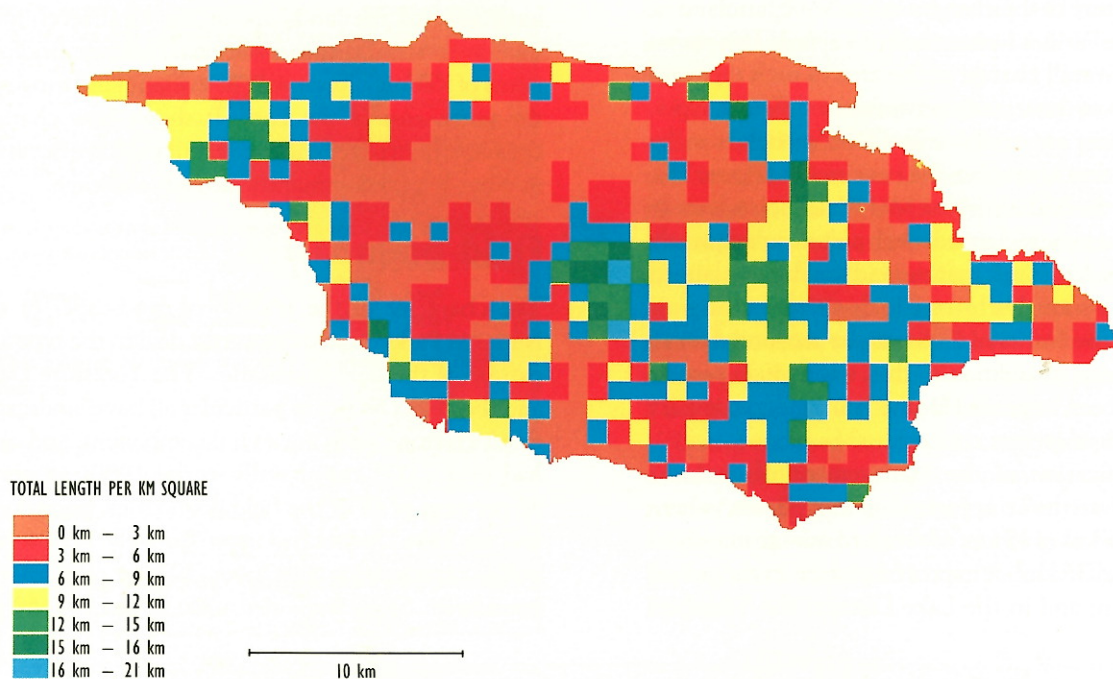 TOTAL LENGTH PER KM SQUARE
0 km – 3 km
3 km – 6 km
6 km – 9 km
9 km – 12 km
12 km – 15 km
15 km – 16 km
16 km – 21 km
10 km